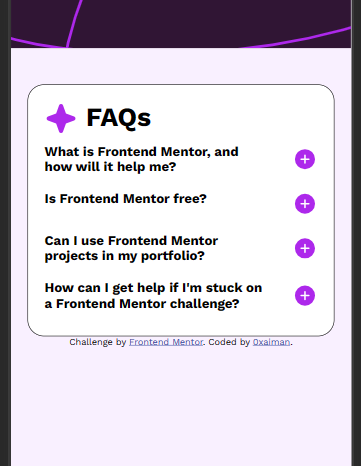 FAQs
What is Frontend Mentor, and
how will it help me?
Is Frontend Mentor free?
Can I use Frontend Mentor
projects in my portfolio?
How can I get help if I'm stuck on
a Frontend Mentor challenge?
Challenge by Frontend Mentor. Coded by 0xaiman.